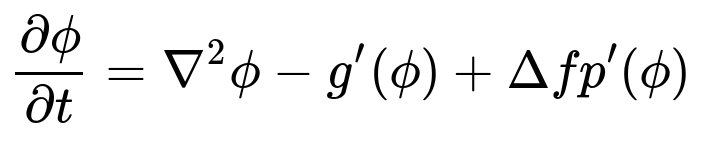 ∂ϕ/∂t = ∇²ϕ − g′(ϕ) + Δfp′(ϕ)